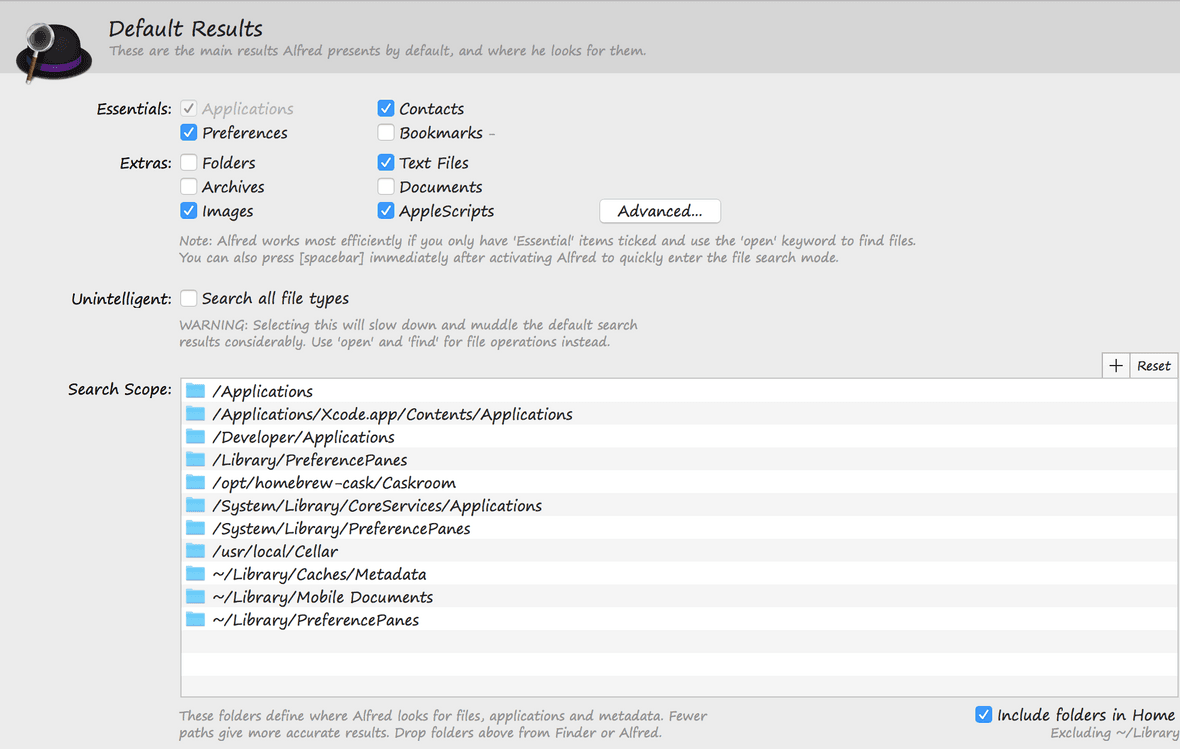 Default Results
These are the main results Alfred presents by default, and where he looks for them.
Essentials: Applications Contacts
Preferences Bookmarks -
Extras: Folders Text Files
Archives Documents
Images AppleScripts Advanced...
Note: Alfred works most efficiently if you only have 'Essential' items ticked and use the 'open' keyword to find files.
You can also press [spacebar] immediately after activating Alfred to quickly enter the file search mode.
Unintelligent: Search all file types
WARNING: Selecting this will slow down and muddle the default search
results considerably. Use 'open' and 'find' for file operations instead.
+ Reset
Search Scope: /Applications
/Applications/Xcode.app/Contents/Applications
/Developer/Applications
/Library/PreferencePanes
/opt/homebrew-cask/Caskroom
/System/Library/CoreServices/Applications
/System/Library/PreferencePanes
/usr/local/Cellar
~/Library/Caches/Metadata
~/Library/Mobile Documents
~/Library/PreferencePanes
These folders define where Alfred looks for files, applications and metadata. Fewer
paths give more accurate results. Drop folders above from Finder or Alfred.
Include folders in Home
Excluding ~/Library